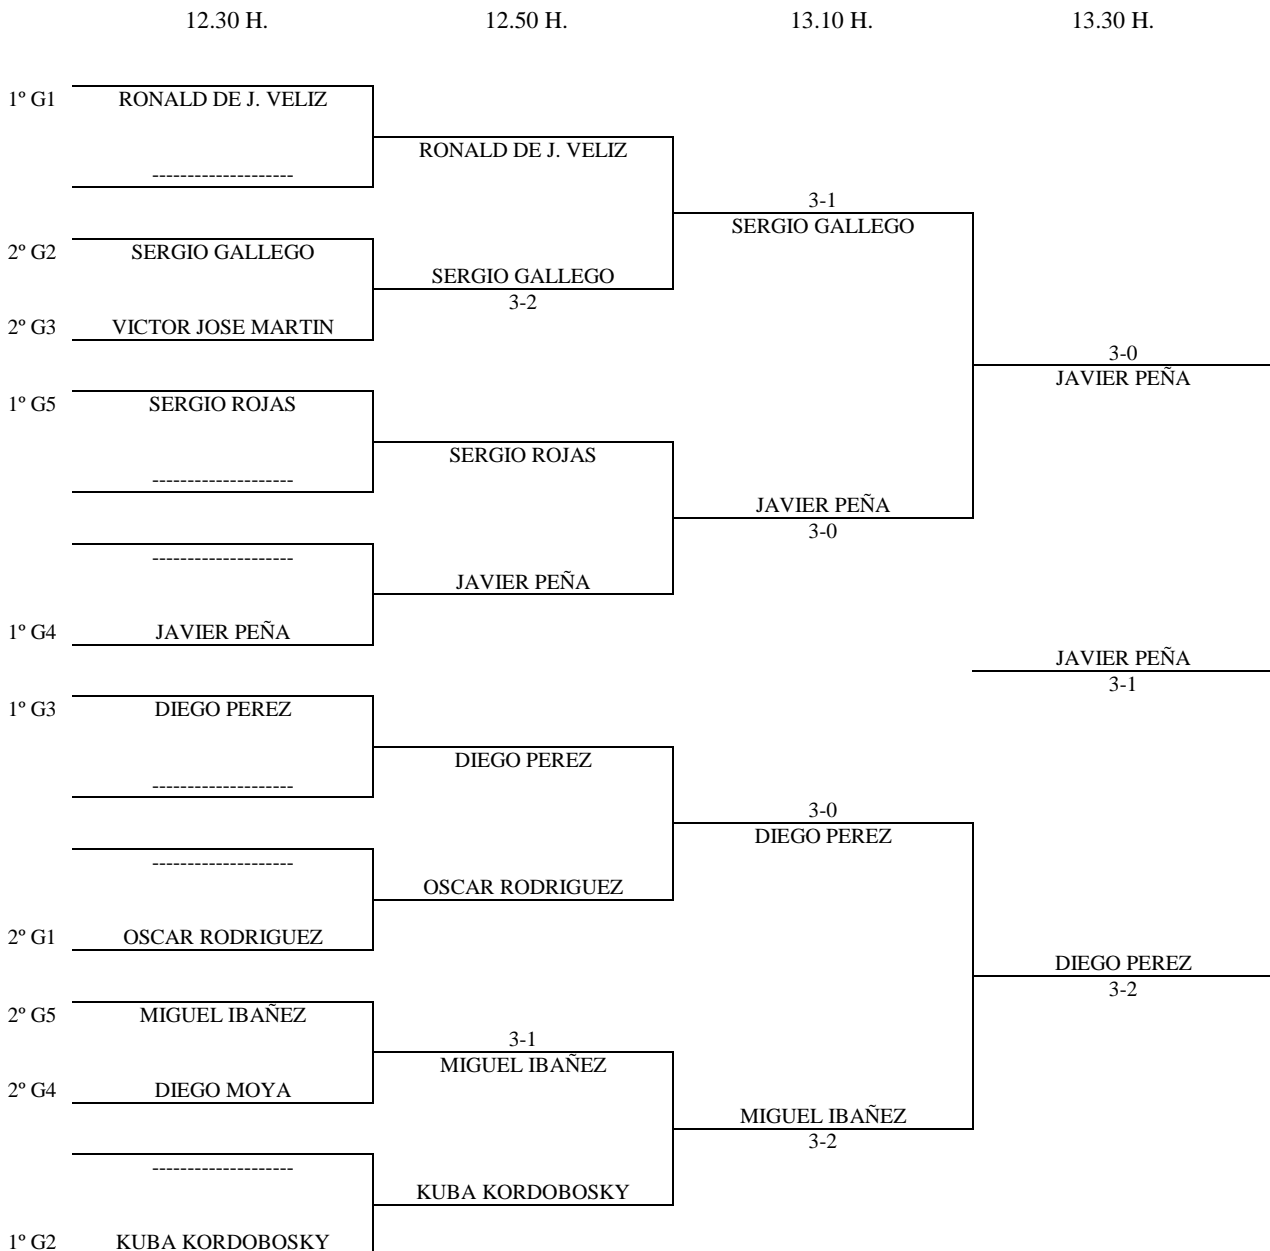 12.30 H. 12.50 H. 13.10 H. 13.30 H.
1º G1 RONALD DE J. VELIZ
RONALD DE J. VELIZ
--------------------
3-1
2º G2 SERGIO GALLEGO SERGIO GALLEGO
SERGIO GALLEGO
3-2
2º G3 VICTOR JOSE MARTIN
3-0
JAVIER PEÑA
1º G5 SERGIO ROJAS
SERGIO ROJAS
--------------------
JAVIER PEÑA
3-0
--------------------
JAVIER PEÑA
1º G4 JAVIER PEÑA
JAVIER PEÑA
3-1
1º G3 DIEGO PEREZ
DIEGO PEREZ
--------------------
3-0
DIEGO PEREZ
--------------------
OSCAR RODRIGUEZ
2º G1 OSCAR RODRIGUEZ
DIEGO PEREZ
3-2
2º G5 MIGUEL IBAÑEZ
3-1
MIGUEL IBAÑEZ
2º G4 DIEGO MOYA
MIGUEL IBAÑEZ
3-2
--------------------
KUBA KORDOBOSKY
1º G2 KUBA KORDOBOSKY